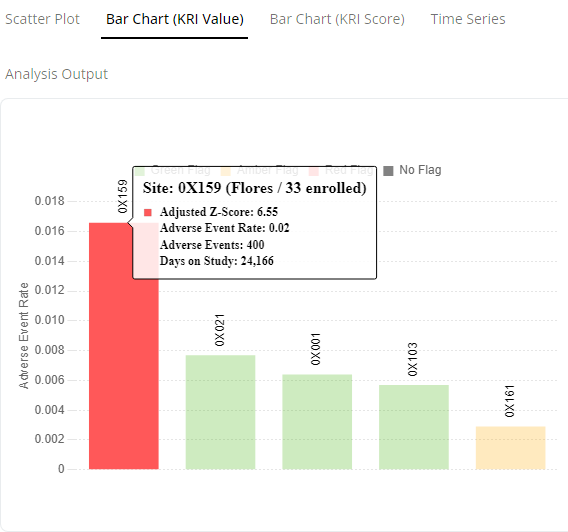 Scatter Plot Bar Chart (KRI Value) Bar Chart (KRI Score) Time Series
Analysis Output
Green Flag Amber Flag Red Flag No Flag
Site: 0X159 (Flores / 33 enrolled)
Adjusted Z-Score: 6.55
Adverse Event Rate: 0.02
Adverse Events: 400
Days on Study: 24,166
Adverse Event Rate
0.018
0.016
0.014
0.012
0.010
0.008
0.006
0.004
0.002
0
0X159
0X021
0X001
0X103
0X161